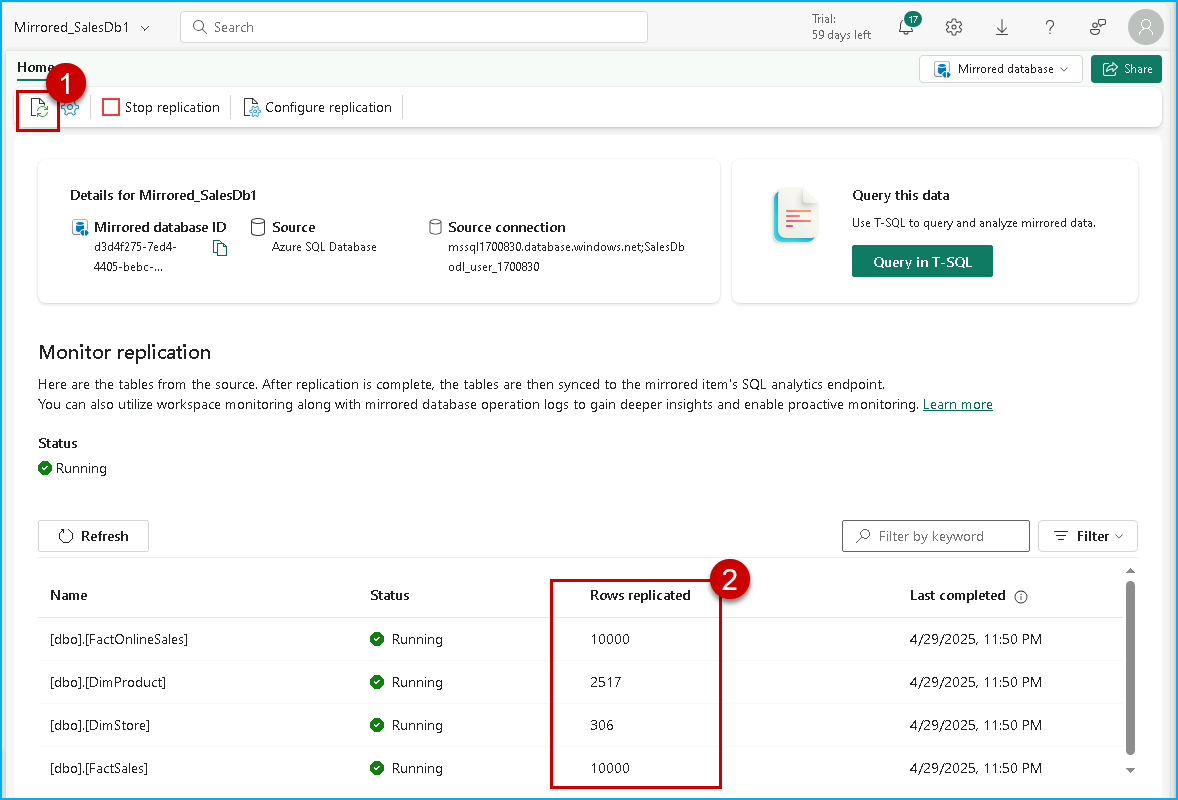 Mirrored_SalesDb1
Search
Trial:
59 days left
17
Home
Mirrored database
Share
1
Stop replication
Configure replication
Details for Mirrored_SalesDb1
Mirrored database ID
d3d4f275-7ed4-
4405-bebc-...
Source
Azure SQL Database
Source connection
mssql1700830.database.windows.net;SalesDb
odl_user_1700830
Query this data
Use T-SQL to query and analyze mirrored data.
Query in T-SQL
Monitor replication
Here are the tables from the source. After replication is complete, the tables are then synced to the mirrored item's SQL analytics endpoint.
You can also utilize workspace monitoring along with mirrored database operation logs to gain deeper insights and enable proactive monitoring. Learn more
Status
Running
Refresh
Filter by keyword
Filter
2
Name Status Rows replicated Last completed
[dbo].[FactOnlineSales] Running 10000 4/29/2025, 11:50 PM
[dbo].[DimProduct] Running 2517 4/29/2025, 11:50 PM
[dbo].[DimStore] Running 306 4/29/2025, 11:50 PM
[dbo].[FactSales] Running 10000 4/29/2025, 11:50 PM